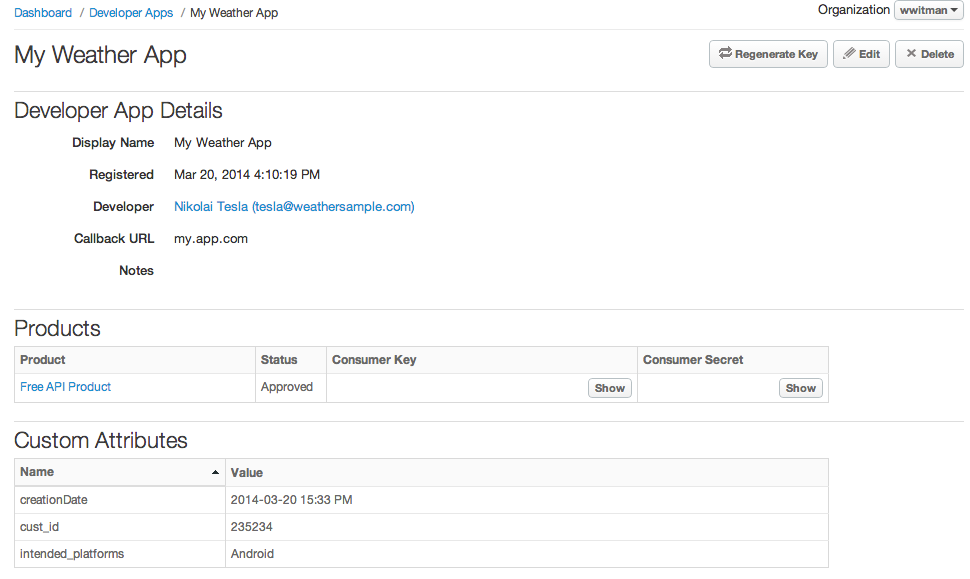 Dashboard / Developer Apps / My Weather App Organization wwitman
My Weather App Regenerate Key Edit Delete
Developer App Details
Display Name My Weather App
Registered Mar 20, 2014 4:10:19 PM
Developer Nikolai Tesla (tesla@weathersample.com)
Callback URL my.app.com
Notes
Products
Product Status Consumer Key Consumer Secret
Free API Product Approved Show Show
Custom Attributes
Name Value
creationDate 2014-03-20 15:33 PM
cust_id 235234
intended_platforms Android